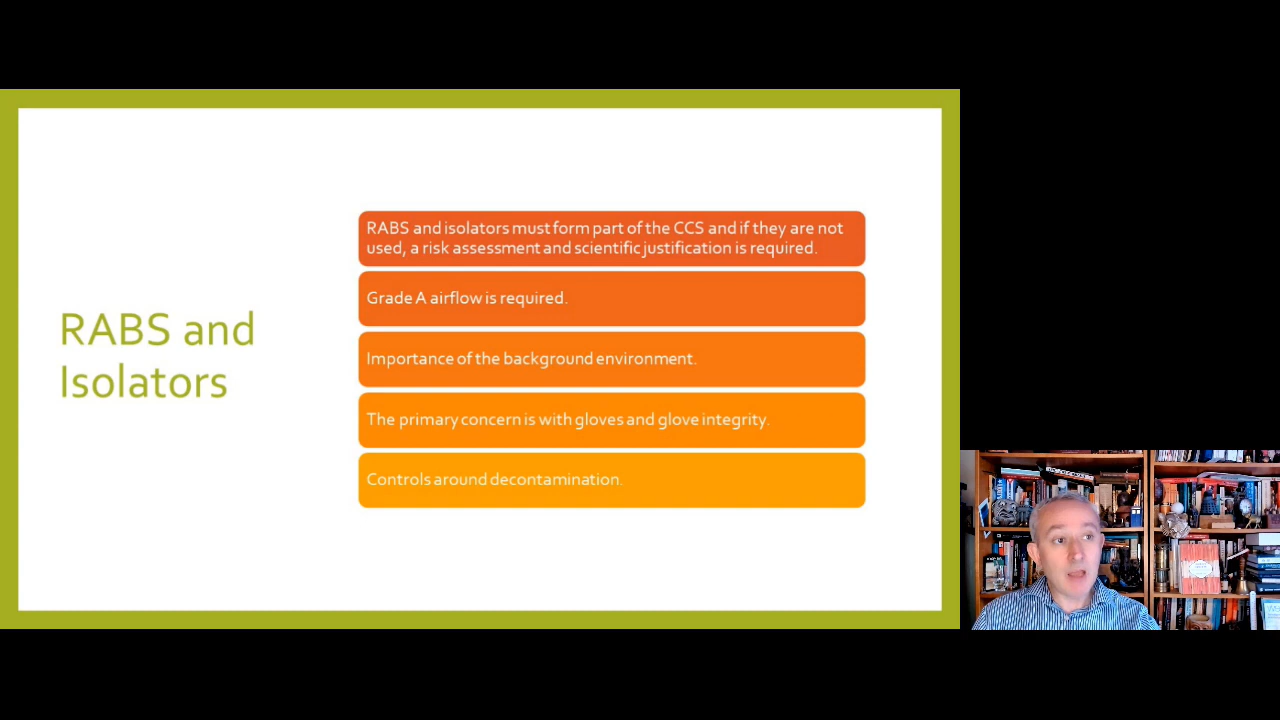 RABS and
Isolators
RABS and isolators must form part of the CCS and if they are not
used, a risk assessment and scientific justification is required.
Grade A airflow is required.
Importance of the background environment.
The primary concern is with gloves and glove integrity.
Controls around decontamination.